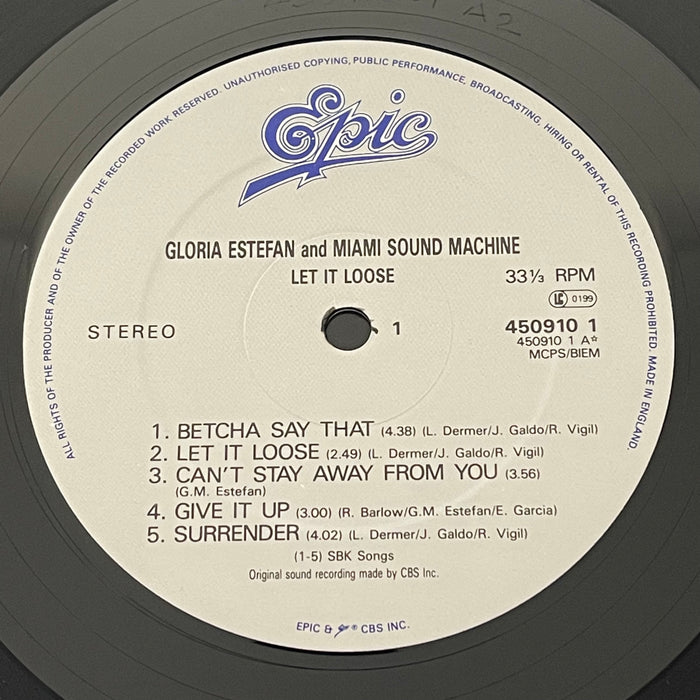 A2
ALL RIGHTS OF THE PRODUCER AND OF THE OWNER OF THE RECORDED WORK RESERVED. UNAUTHORISED COPYING, PUBLIC PERFORMANCE, BROADCASTING, HIRING OR RENTAL OF THIS RECORDING PROHIBITED. MADE IN ENGLAND.
Epic
GLORIA ESTEFAN and MIAMI SOUND MACHINE
LET IT LOOSE
33⅓ RPM
LC 0199
STEREO
1
450910 1
450910 1 A☆
MCPS/BIEM
1. BETCHA SAY THAT (4.38) (L. Dermer/J. Galdo/R. Vigil)
2. LET IT LOOSE (2.49) (L. Dermer/J. Galdo/R. Vigil)
3. CAN'T STAY AWAY FROM YOU (3.56)
(G.M. Estefan)
4. GIVE IT UP (3.00) (R. Barlow/G.M. Estefan/E. Garcia)
5. SURRENDER (4.02) (L. Dermer/J. Galdo/R. Vigil)
(1-5) SBK Songs
Original sound recording made by CBS Inc.
EPIC & ® CBS INC.